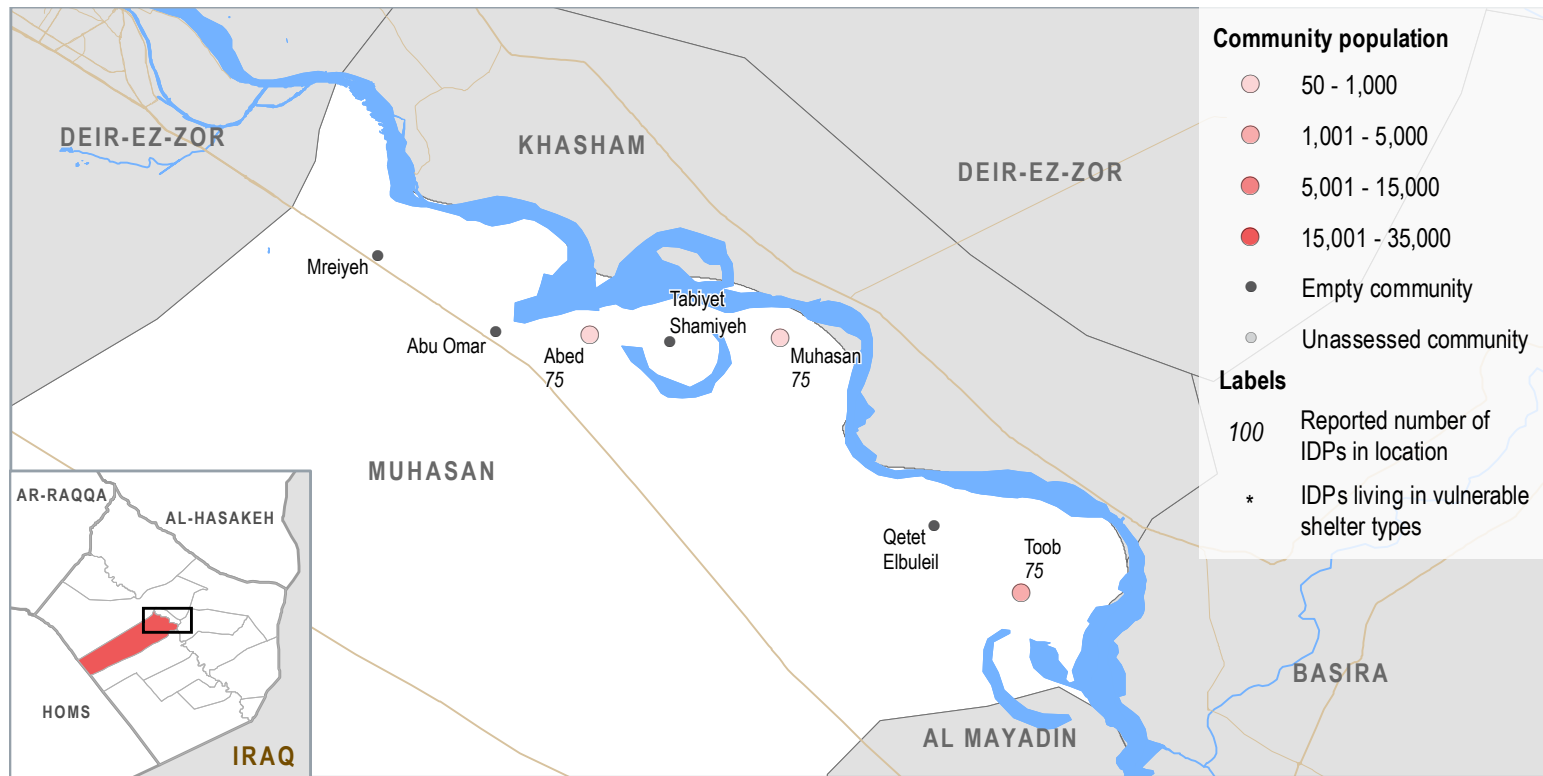 DEIR-EZ-ZOR
KHASHAM
DEIR-EZ-ZOR
Mreiyeh
Abu Omar
Abed
75
Tabiyet
Shamiyeh
Muhasan
75
MUHASAN
Qetet
Elbuleil
Toob
75
BASIRA
AL MAYADIN
Community population
50 - 1,000
1,001 - 5,000
5,001 - 15,000
15,001 - 35,000
Empty community
Unassessed community
Labels
100
Reported number of
IDPs in location
*
IDPs living in vulnerable
shelter types
AR-RAQQA
AL-HASAKEH
HOMS
IRAQ